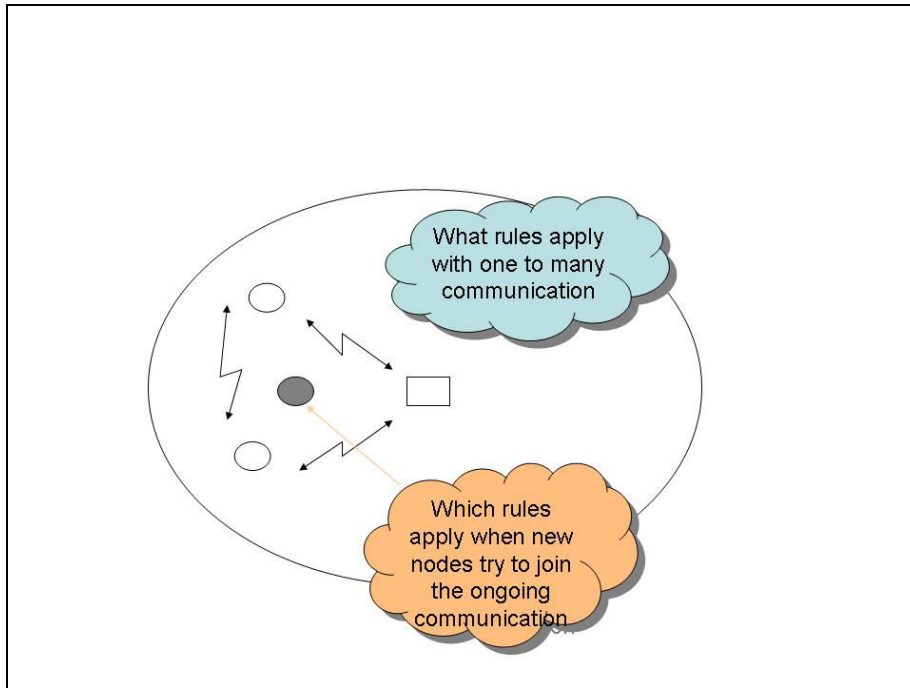 What rules apply
with one to many
communication
Which rules
apply when new
nodes try to join
the ongoing
communication